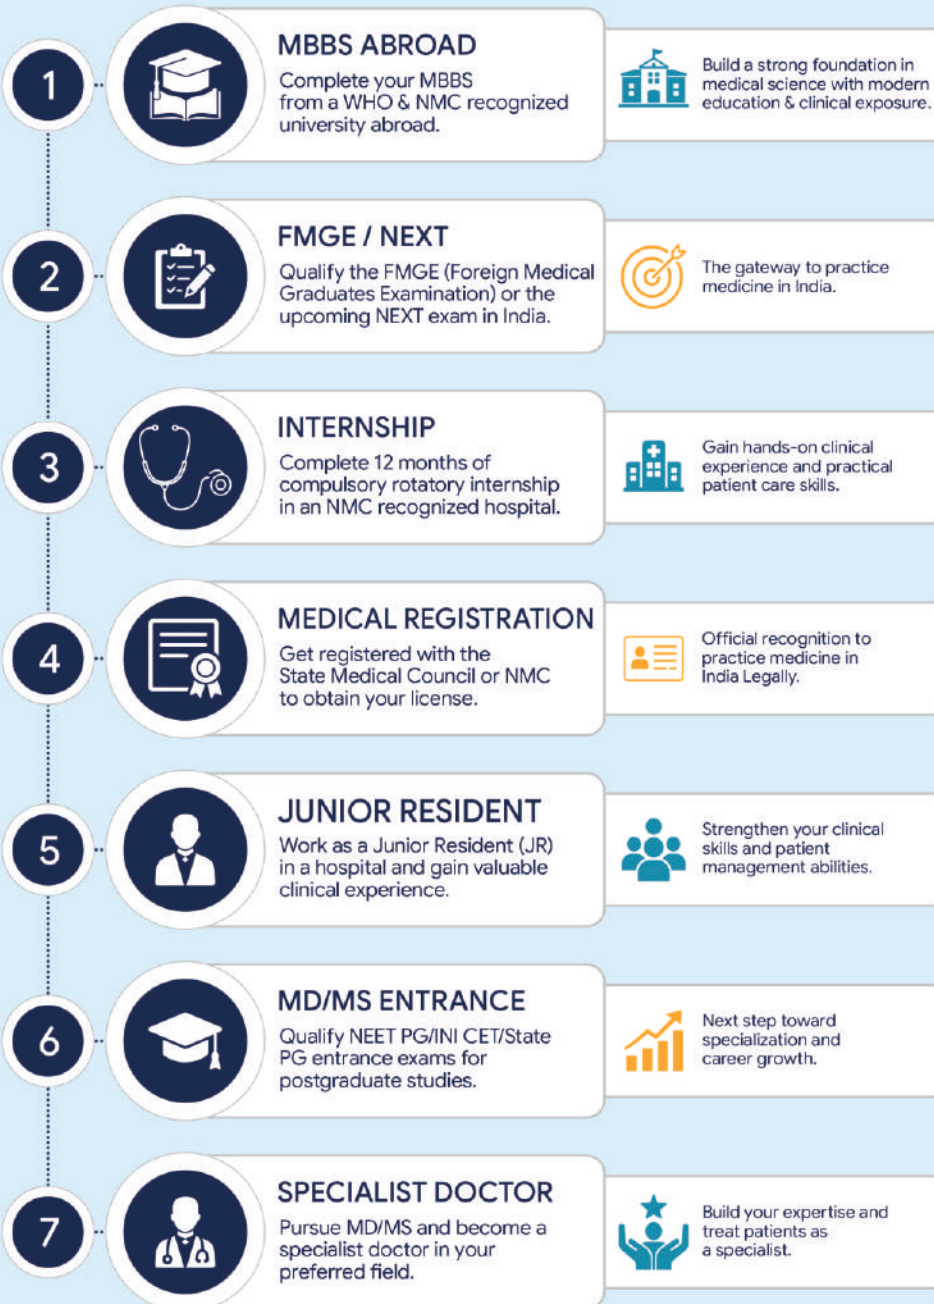 1
MBBS ABROAD
Complete your MBBS
from a WHO & NMC recognized
university abroad.
Build a strong foundation in
medical science with modern
education & clinical exposure.
2
FMGE / NEXT
Qualify the FMGE (Foreign Medical
Graduates Examination) or the
upcoming NEXT exam in India.
The gateway to practice
medicine in India.
3
INTERNSHIP
Complete 12 months of
compulsory rotatory internship
in an NMC recognized hospital.
Gain hands-on clinical
experience and practical
patient care skills.
4
MEDICAL REGISTRATION
Get registered with the
State Medical Council or NMC
to obtain your license.
Official recognition to
practice medicine in
India Legally.
5
JUNIOR RESIDENT
Work as a Junior Resident (JR)
in a hospital and gain valuable
clinical experience.
Strengthen your clinical
skills and patient
management abilities.
6
MD/MS ENTRANCE
Qualify NEET PG/INI CET/State
PG entrance exams for
postgraduate studies.
Next step toward
specialization and
career growth.
7
SPECIALIST DOCTOR
Pursue MD/MS and become a
specialist doctor in your
preferred field.
Build your expertise and
treat patients as
a specialist.